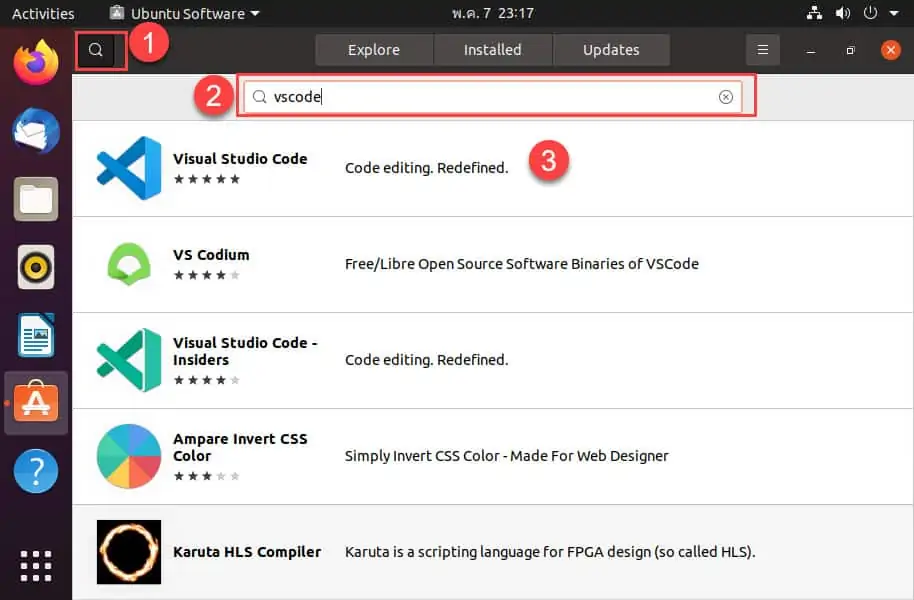 Activities
Ubuntu Software
พ.ค. 7 23:17
1
Explore
Installed
Updates
2
vscode
Visual Studio Code
Code editing. Redefined.
3
VS Codium
Free/Libre Open Source Software Binaries of VSCode
Visual Studio Code -
Insiders
Code editing. Redefined.
Ampare Invert CSS
Color
Simply Invert CSS Color - Made For Web Designer
Karuta HLS Compiler
Karuta is a scripting language for FPGA design (so called HLS).